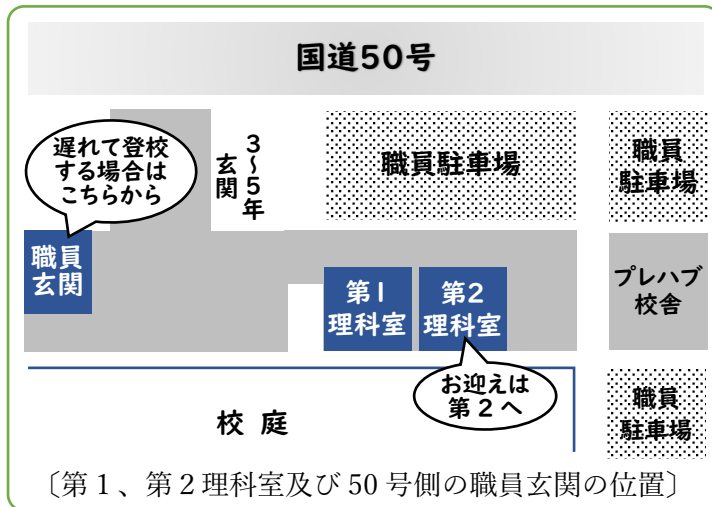 国道50号
遅れて登校
する場合は
こちらから
3～5年
玄関
職員駐車場
職員
駐車場
職員
玄関
第1
理科室
第2
理科室
プレハブ
校舎
お迎えは
第２へ
校庭
職員
駐車場
〔第１、第２理科室及び 50 号側の職員玄関の位置〕